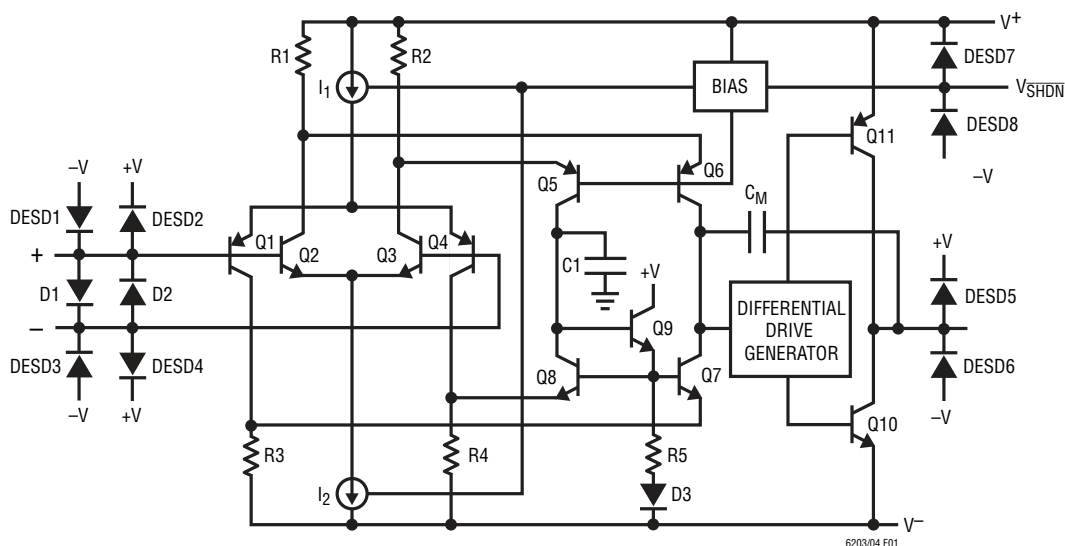 V+
R1
R2
DESD7
I1
BIAS
VSHDN
DESD8
Q11
–V
+V
–V
Q5
Q6
CM
DESD1
DESD2
+
Q1
Q2
Q3
Q4
C1
+V
+V
D1
D2
DESD5
–
Q9
DIFFERENTIAL
DRIVE
GENERATOR
DESD3
DESD4
Q8
Q7
DESD6
–V
+V
–V
Q10
R3
R4
R5
I2
D3
V–
6203/04 F01